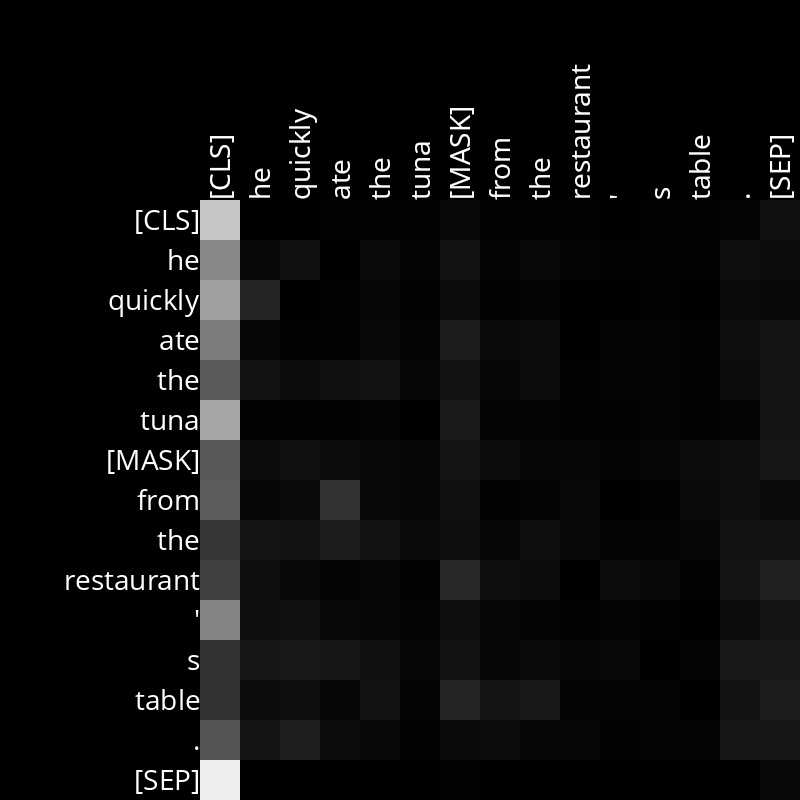 [CLS] he quickly ate the tuna [MASK] from the restaurant ' s table . [SEP]
[CLS]
he
quickly
ate
the
tuna
[MASK]
from
the
restaurant
'
s
table
.
[SEP]